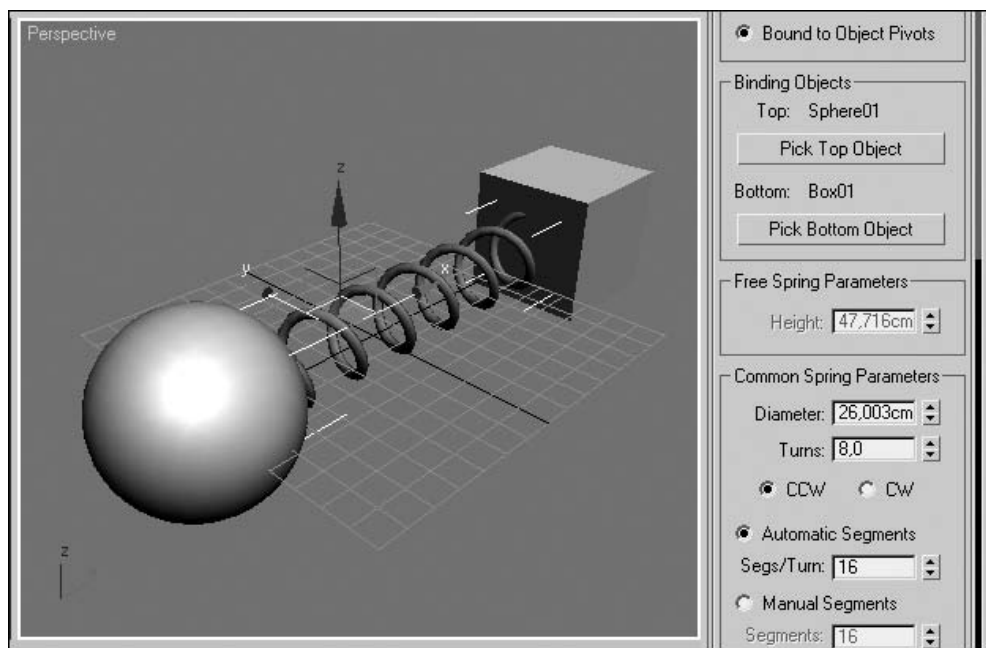 Perspective
z
y
x
z
Bound to Object Pivots
Binding Objects
Top: Sphere01
Pick Top Object
Bottom: Box01
Pick Bottom Object
Free Spring Parameters
Height: 47,716cm
Common Spring Parameters
Diameter: 26,003cm
Turns: 8,0
CCW CW
Automatic Segments
Segs/Turn: 16
Manual Segments
Segments: 16